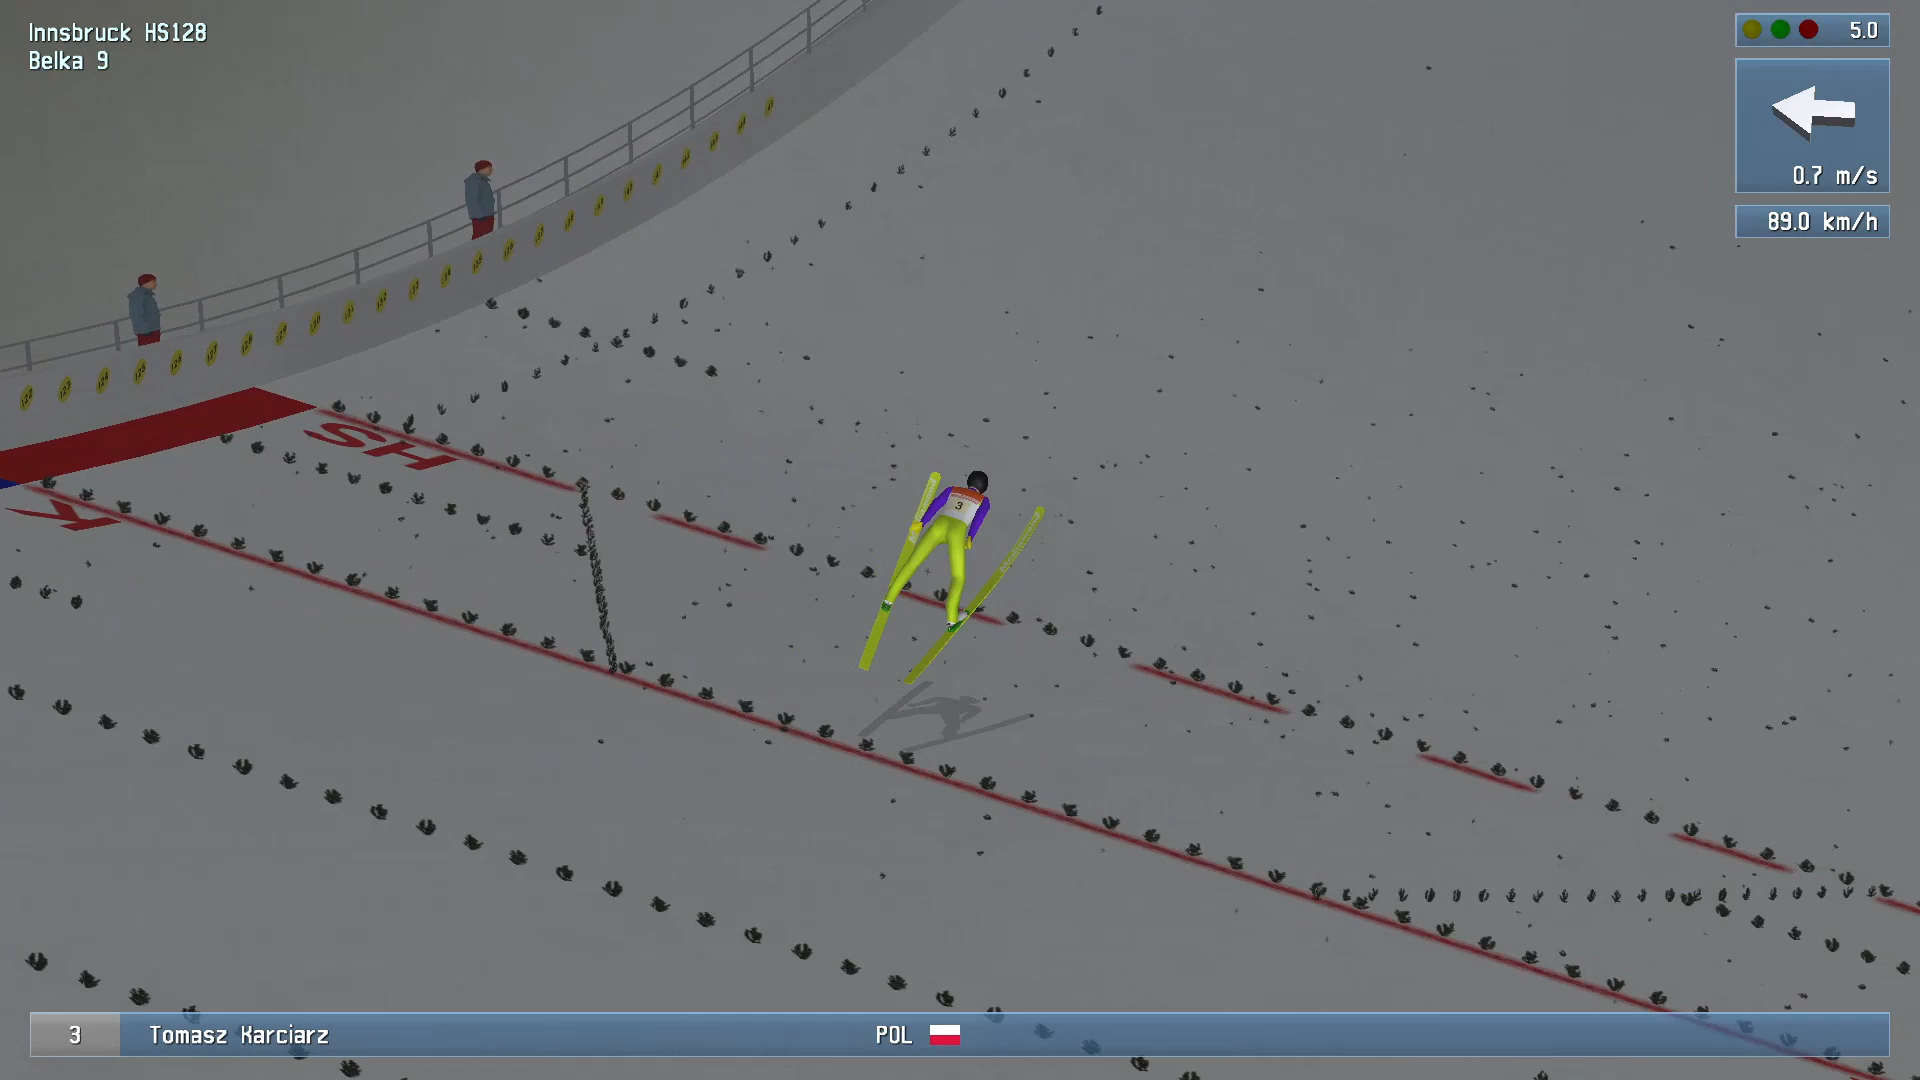 Innsbruck HS128
Belka 9
5.0
0.7 m/s
89.0 km/h
HS
K
3
3 Tomasz Karciarz POL